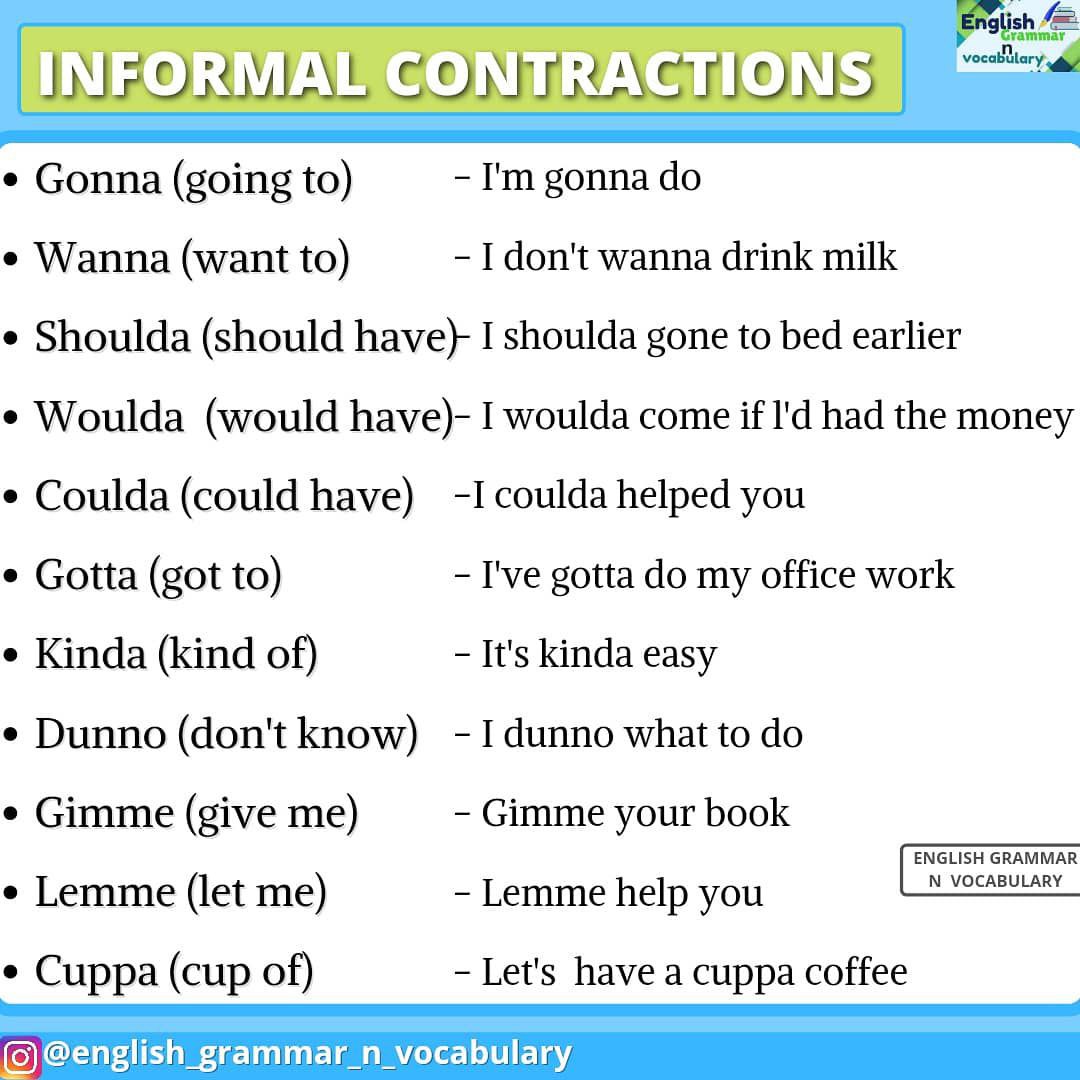 INFORMAL CONTRACTIONS
English
Grammar
n
vocabulary
• Gonna (going to) – I'm gonna do
• Wanna (want to) – I don't wanna drink milk
• Shoulda (should have)– I shoulda gone to bed earlier
• Woulda (would have)– I woulda come if l'd had the money
• Coulda (could have) –I coulda helped you
• Gotta (got to) – I've gotta do my office work
• Kinda (kind of) – It's kinda easy
• Dunno (don't know) – I dunno what to do
• Gimme (give me) – Gimme your book
ENGLISH GRAMMAR
N VOCABULARY
• Lemme (let me) – Lemme help you
• Cuppa (cup of) – Let's have a cuppa coffee
@english_grammar_n_vocabulary